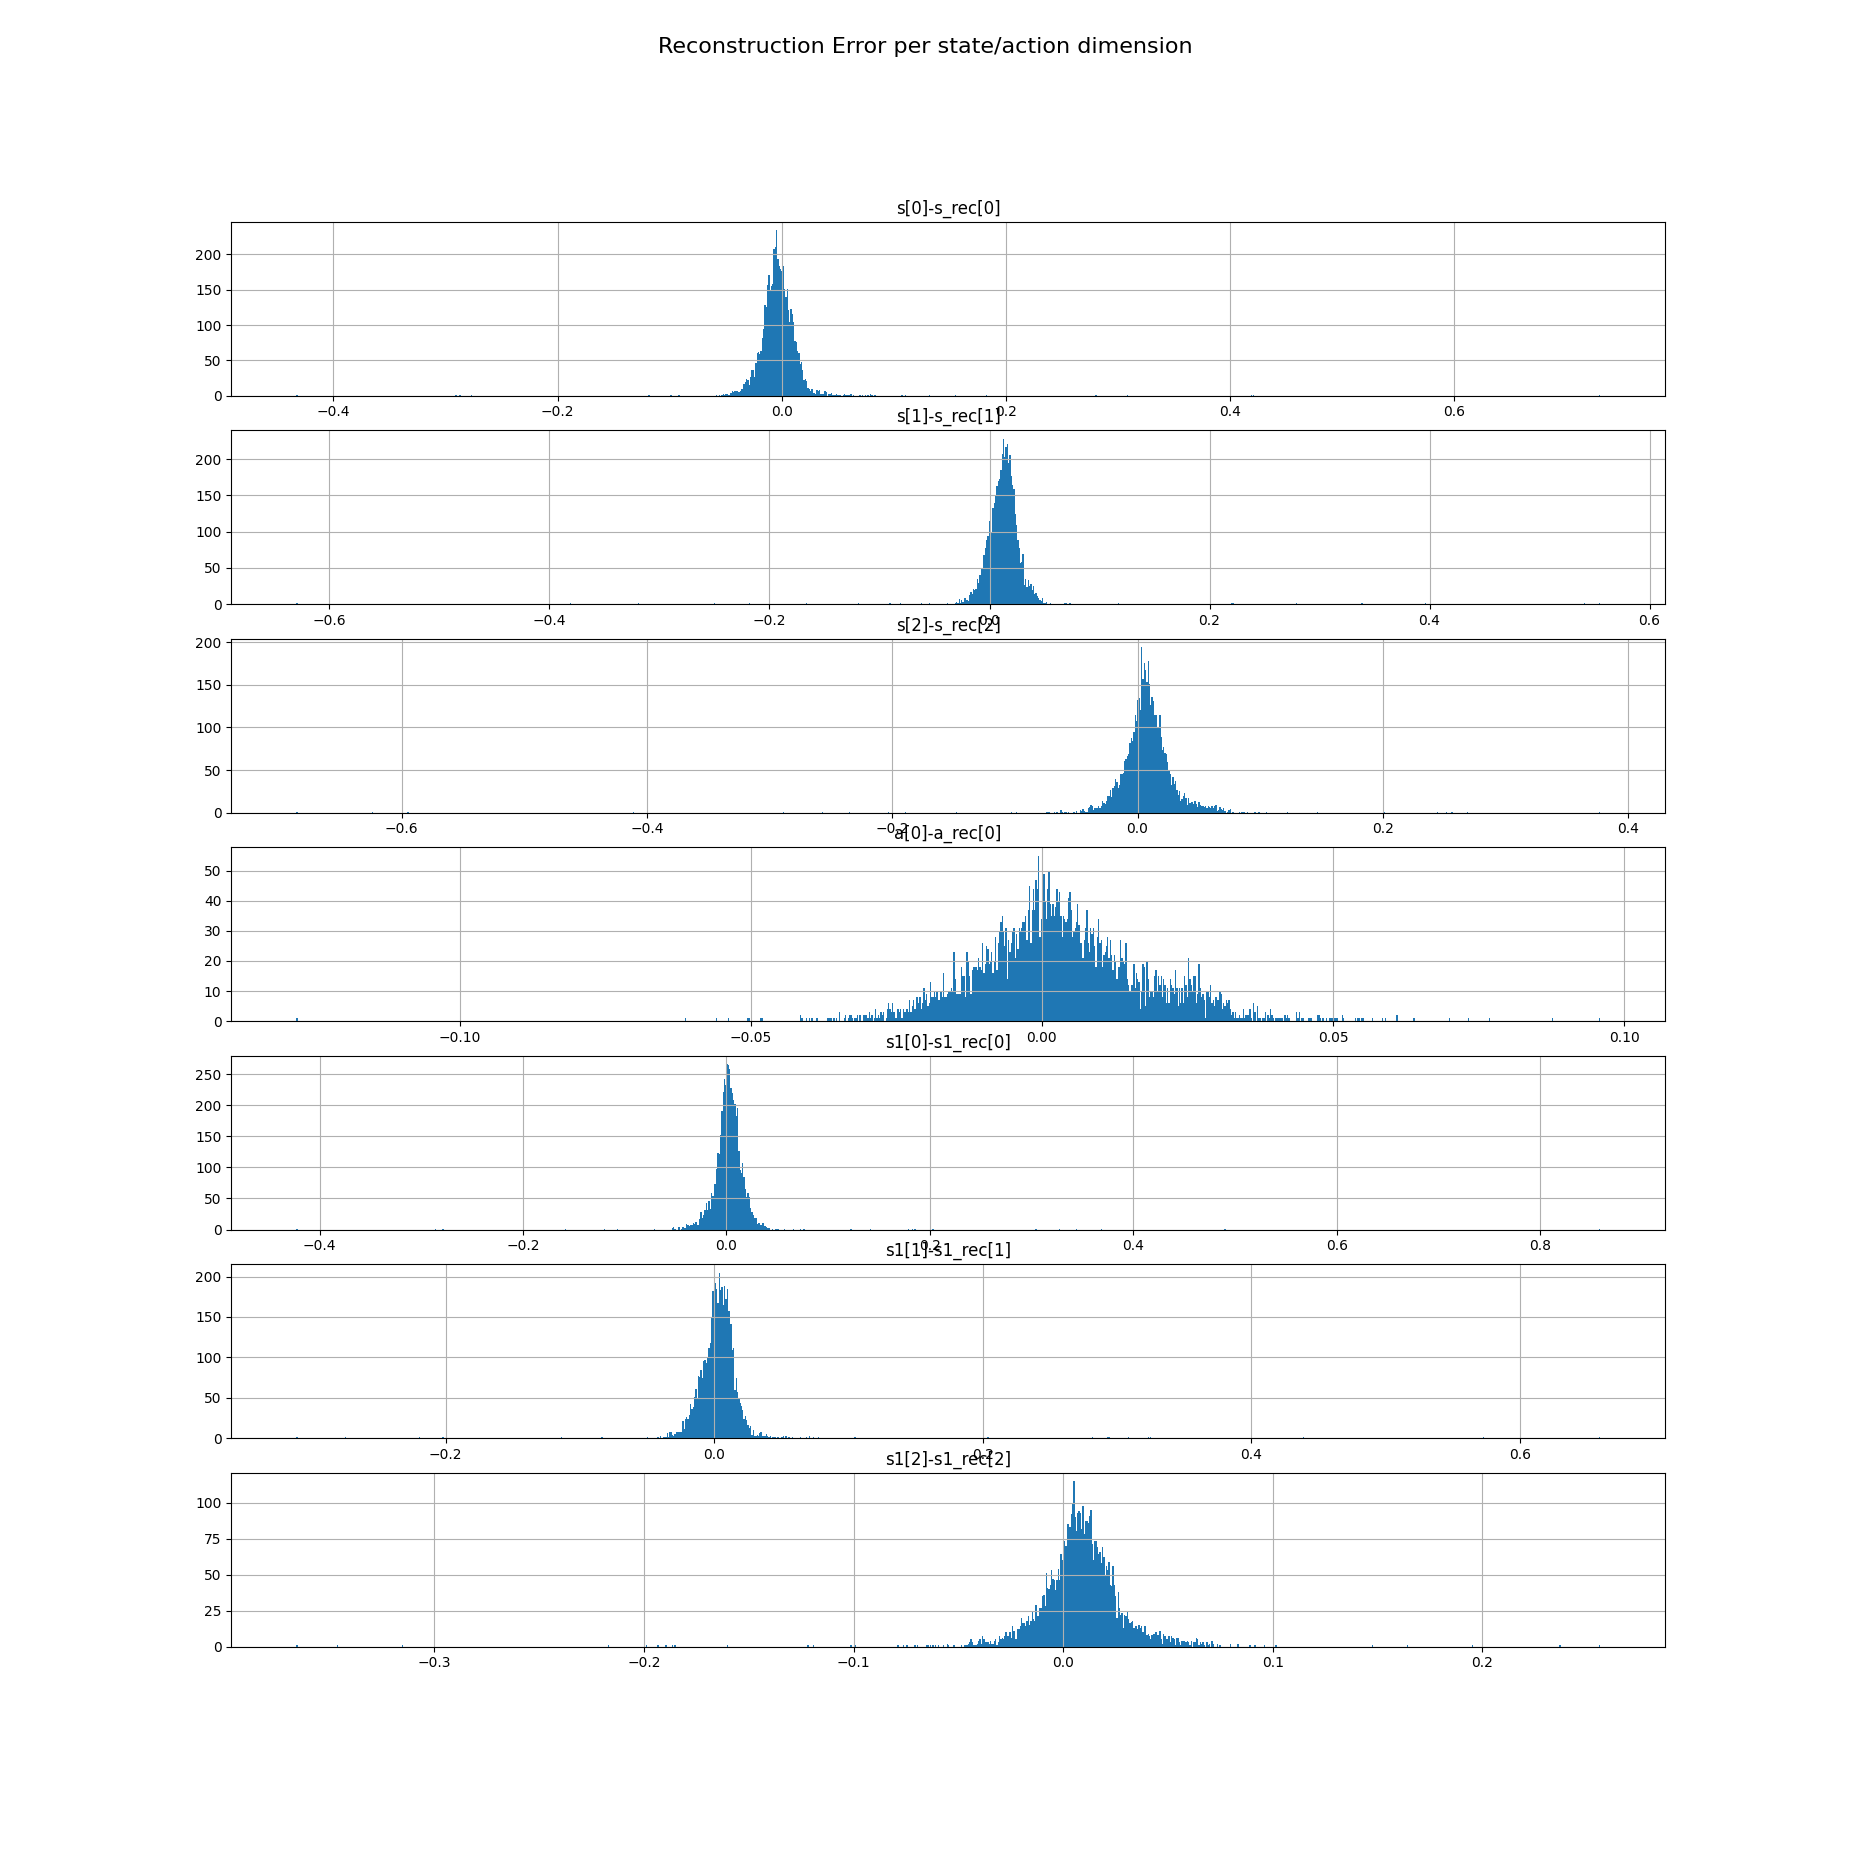 Reconstruction Error per state/action dimension
s[0]-s_rec[0]
200
150
100
50
0
−0.4 −0.2 0.0 0.2 0.4 0.6
s[1]-s_rec[1]
200
150
100
50
0
−0.6 −0.4 −0.2 0.0 0.2 0.4 0.6
s[2]-s_rec[2]
200
150
100
50
0
−0.6 −0.4 −0.2 0.0 0.2 0.4
a[0]-a_rec[0]
50
40
30
20
10
0
−0.10 −0.05 0.00 0.05 0.10
s1[0]-s1_rec[0]
250
200
150
100
50
0
−0.4 −0.2 0.0 0.2 0.4 0.6 0.8
s1[1]-s1_rec[1]
200
150
100
50
0
−0.2 0.0 0.2 0.4 0.6
s1[2]-s1_rec[2]
100
75
50
25
0
−0.3 −0.2 −0.1 0.0 0.1 0.2